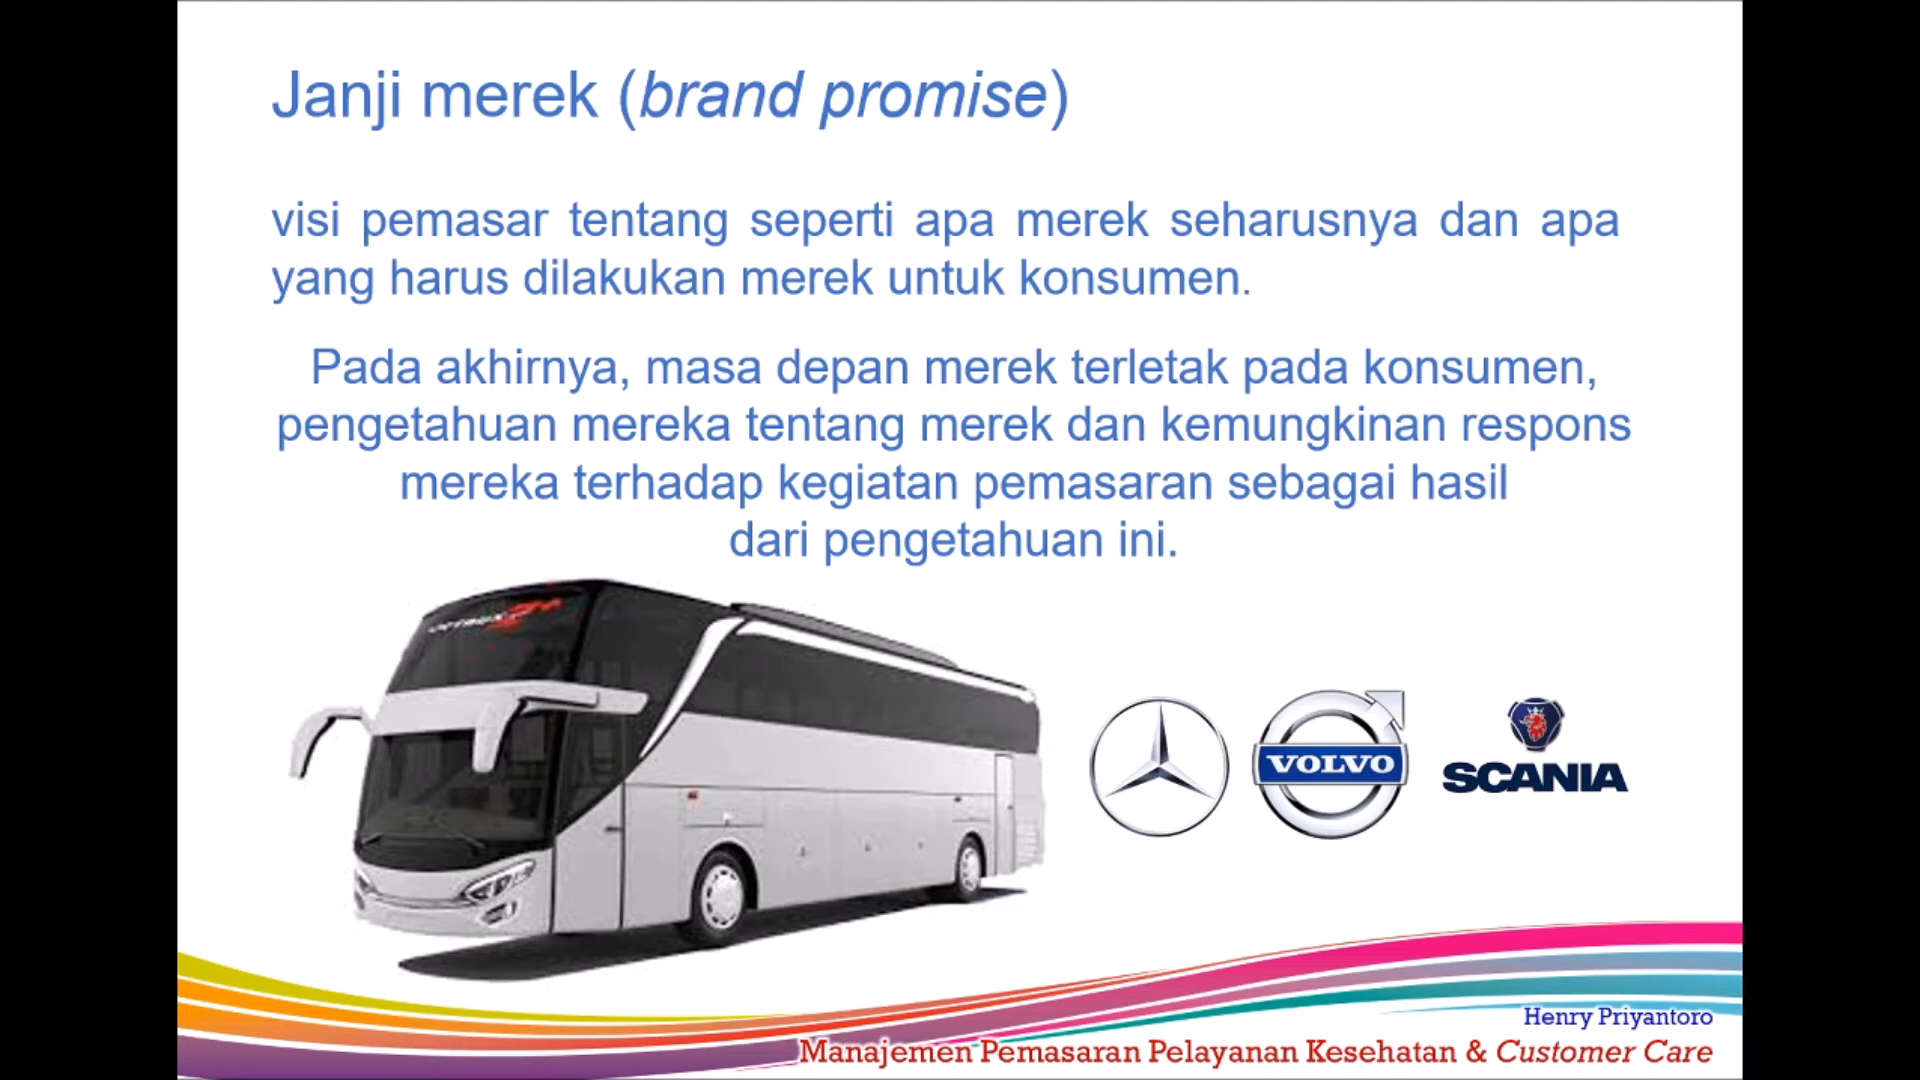 Janji merek (brand promise)
visi pemasar tentang seperti apa merek seharusnya dan apa
yang harus dilakukan merek untuk konsumen.
Pada akhirnya, masa depan merek terletak pada konsumen,
pengetahuan mereka tentang merek dan kemungkinan respons
mereka terhadap kegiatan pemasaran sebagai hasil
dari pengetahuan ini.
VOLVO
SCANIA
Henry Priyantoro
Manajemen Pemasaran Pelayanan Kesehatan & Customer Care